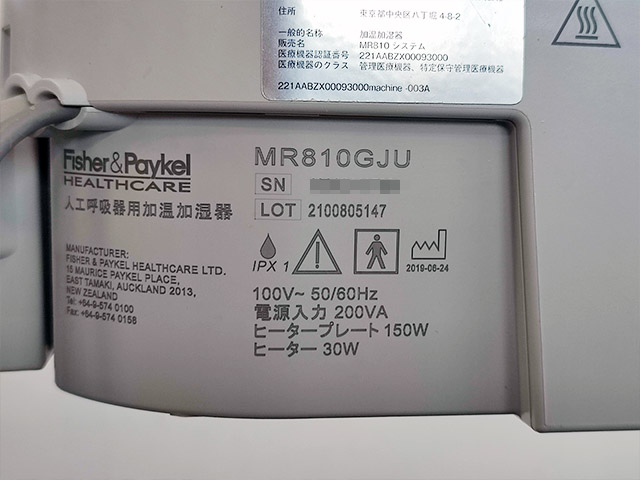 住所 東京都中央区八丁堀4-8-2
一般的名称 加温加湿器
販売名 MR810 システム
医療機器認証番号 221AABZX00093000
医療機器のクラス 管理医療機器、特定保守管理医療機器
221AABZX00093000machine -003A
Fisher&Paykel
HEALTHCARE
人工呼吸器用加温加湿器
MANUFACTURER:
FISHER & PAYKEL HEALTHCARE LTD.
15 MAURICE PAYKEL PLACE,
EAST TAMAKI, AUCKLAND 2013,
NEW ZEALAND
Tel: +64-9-574 0100
Fax: +64-9-574 0158
MR810GJU
SN
LOT 2100805147
IPX 1
2019-06-24
100V~ 50/60Hz
電源入力 200VA
ヒータープレート 150W
ヒーター 30W